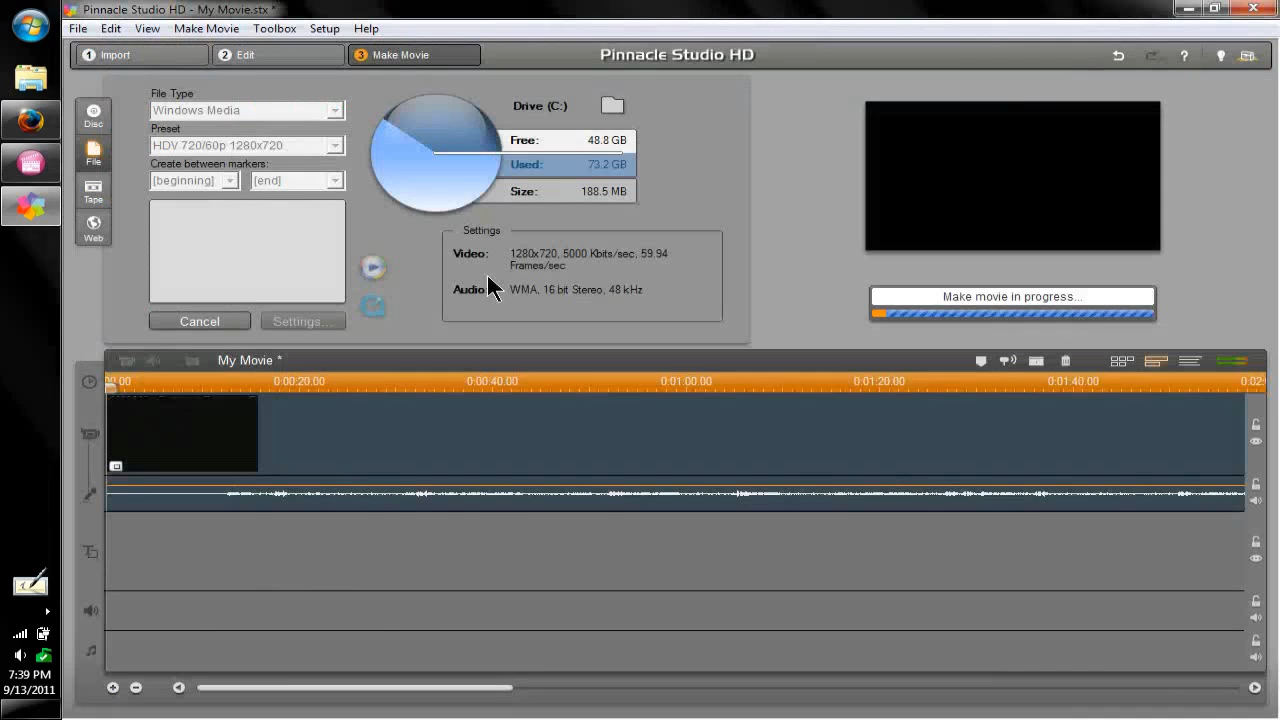 Pinnacle Studio HD - My Movie.stx *
File Edit View Make Movie Toolbox Setup Help
1 Import 2 Edit 3 Make Movie Pinnacle Studio HD
File Type
Windows Media
Preset
HDV 720/60p 1280x720
Create between markers:
[beginning] [end]
Disc
File
Tape
Web
Cancel Settings...
Drive (C:)
Free: 48.8 GB
Used: 73.2 GB
Size: 188.5 MB
Settings
Video: 1280x720, 5000 Kbits/sec, 59.94
Frames/sec
Audio WMA, 16 bit Stereo, 48 kHz
Make movie in progress...
My Movie *
0:00:20.00 0:00:40.00 0:01:00.00 0:01:20.00 0:01:40.00
7:39 PM
9/13/2011